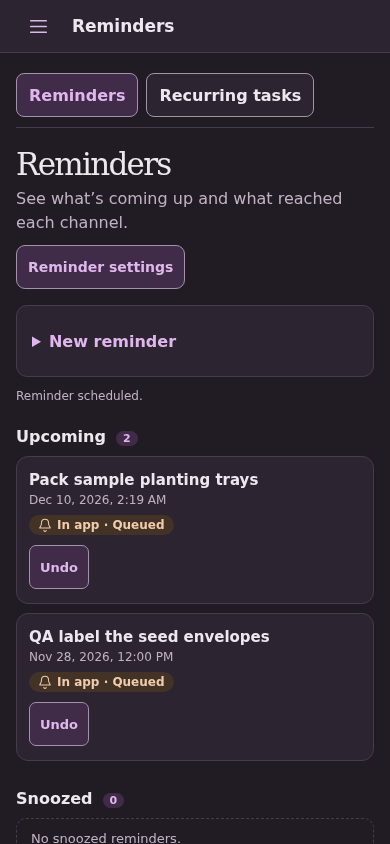 Reminders
Reminders
Recurring tasks
Reminders
See what’s coming up and what reached
each channel.
Reminder settings
New reminder
Reminder scheduled.
Upcoming 2
Pack sample planting trays
Dec 10, 2026, 2:19 AM
In app · Queued
Undo
QA label the seed envelopes
Nov 28, 2026, 12:00 PM
In app · Queued
Undo
Snoozed 0
No snoozed reminders.